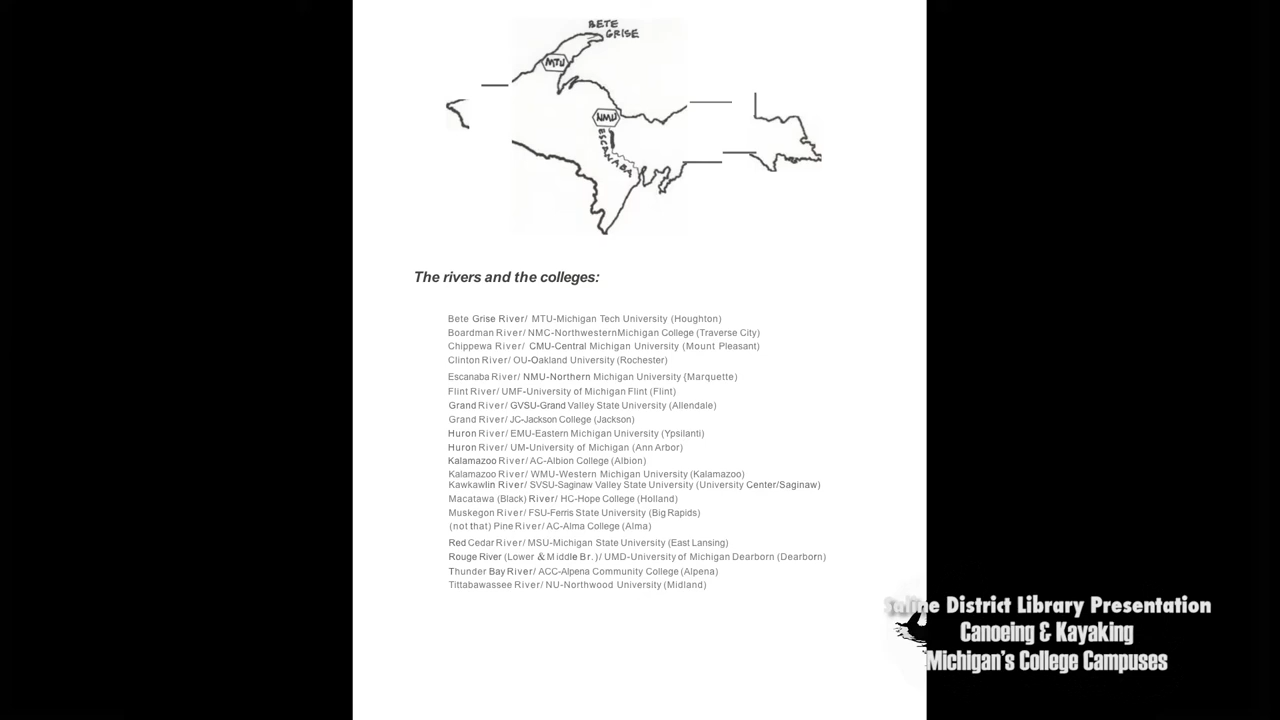 BETE
GRISE
MTU
NMU
ESCANABA
The rivers and the colleges:
Bete Grise River/ MTU-Michigan Tech University (Houghton)
Boardman River/ NMC-NorthwesternMichigan College (Traverse City)
Chippewa River/ CMU-Central Michigan University (Mount Pleasant)
Clinton River/ OU-Oakland University (Rochester)
Escanaba River/ NMU-Northern Michigan University {Marquette)
Flint River/ UMF-University of Michigan Flint (Flint)
Grand River/ GVSU-Grand Valley State University (Allendale)
Grand River/ JC-Jackson College (Jackson)
Huron River/ EMU-Eastern Michigan University (Ypsilanti)
Huron River/ UM-University of Michigan (Ann Arbor)
Kalamazoo River/ AC-Albion College (Albion)
Kalamazoo River/ WMU-Western Michigan University (Kalamazoo)
Kawkawlin River/ SVSU-Saginaw Valley State University (University Center/Saginaw)
Macatawa (Black) River/ HC-Hope College (Holland)
Muskegon River/ FSU-Ferris State University (Big Rapids)
(not that) Pine River/ AC-Alma College (Alma)
Red Cedar River/ MSU-Michigan State University (East Lansing)
Rouge River (Lower & Middle Br.)/ UMD-University of Michigan Dearborn (Dearborn)
Thunder Bay River/ ACC-Alpena Community College (Alpena)
Tittabawassee River/ NU-Northwood University (Midland)
Saline District Library Presentation
Canoeing & Kayaking
Michigan's College Campuses